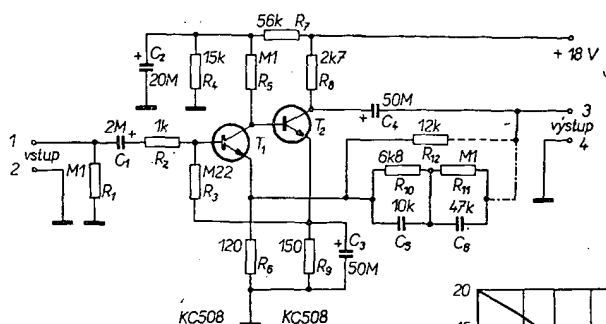 56k R7
+ C2
20M
15k
R4
M1
R5
2k7
R8
+ 18 V
1
vstup
2
M1
R1
2M +
C1
1k
R2
T1
T2
M22
R3
50M
+ C4
12k
R12
3
výstup
4
6k8
R10
M1
R11
10k
C5
47k
C6
120
R6
150
R9
+ C3
50M
KC508 KC508
20
15